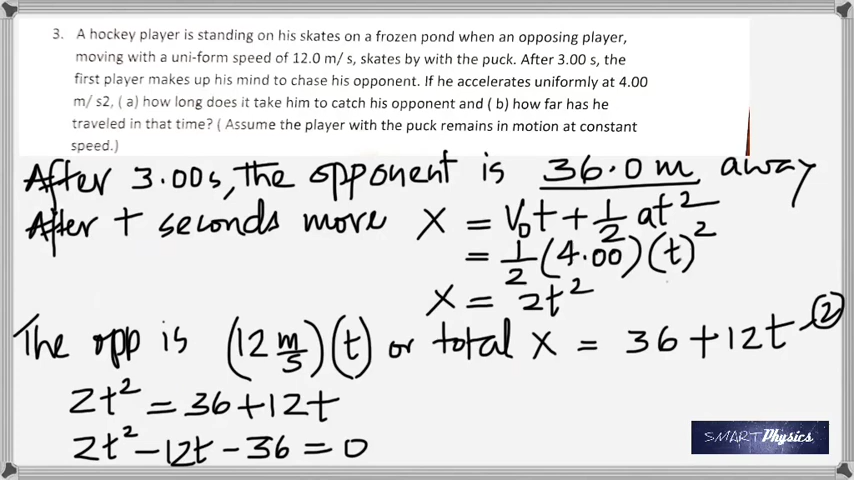 3. A hockey player is standing on his skates on a frozen pond when an opposing player,
moving with a uni-form speed of 12.0 m/ s, skates by with the puck. After 3.00 s, the
first player makes up his mind to chase his opponent. If he accelerates uniformly at 4.00
m/ s2, ( a) how long does it take him to catch his opponent and ( b) how far has he
traveled in that time? ( Assume the player with the puck remains in motion at constant
speed.)
After 3.00s, the opponent is 36.0 m away
After t seconds more x = v₀t + 1/2 at²
= 1/2 (4.00)(t)²
x = 2t²
The opp is (12 m/s)(t) or total x = 36 + 12t ②
2t² = 36 + 12t
2t² - 12t - 36 = 0
SMART Physics